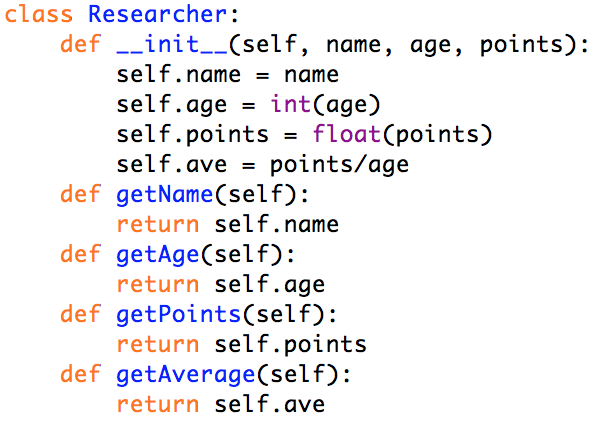 class Researcher:
    def __init__(self, name, age, points):
        self.name = name
        self.age = int(age)
        self.points = float(points)
        self.ave = points/age
    def getName(self):
        return self.name
    def getAge(self):
        return self.age
    def getPoints(self):
        return self.points
    def getAverage(self):
        return self.ave